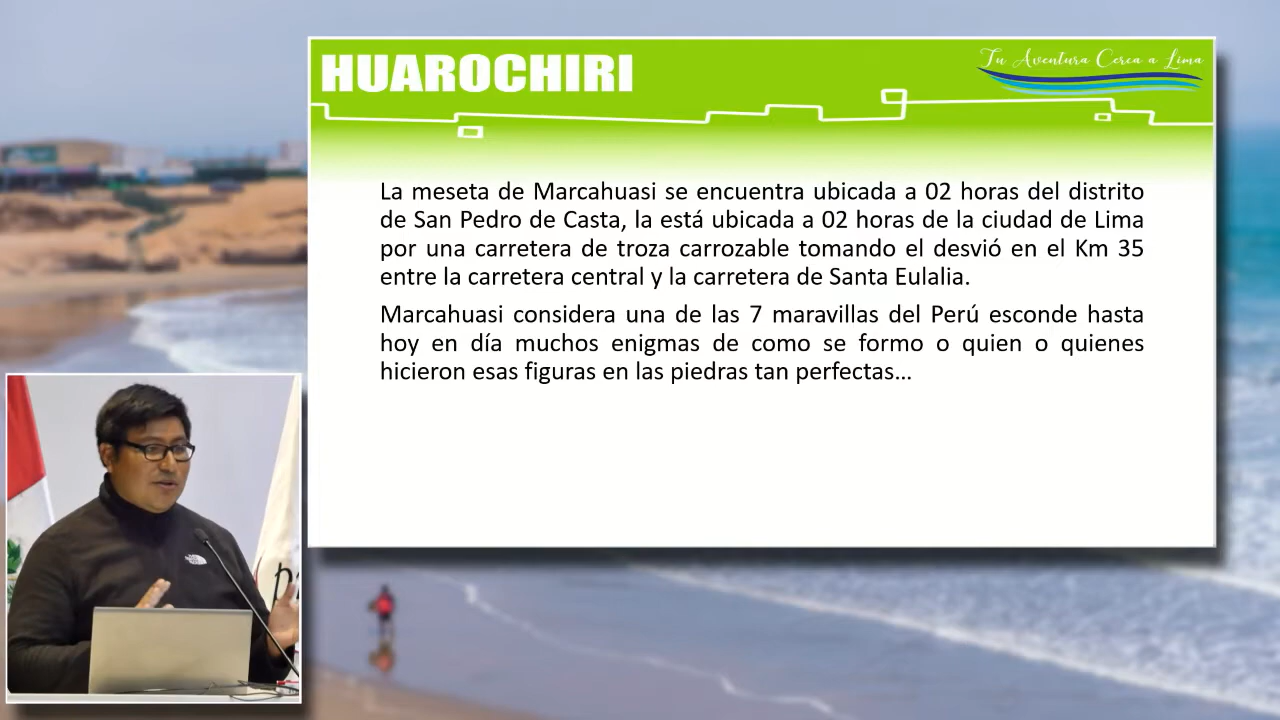 HUAROCHIRI
Tu Aventura Cerca a Lima
La meseta de Marcahuasi se encuentra ubicada a 02 horas del distrito
de San Pedro de Casta, la está ubicada a 02 horas de la ciudad de Lima
por una carretera de troza carrozable tomando el desvió en el Km 35
entre la carretera central y la carretera de Santa Eulalia.
Marcahuasi considera una de las 7 maravillas del Perú esconde hasta
hoy en día muchos enigmas de como se formo o quien o quienes
hicieron esas figuras en las piedras tan perfectas...